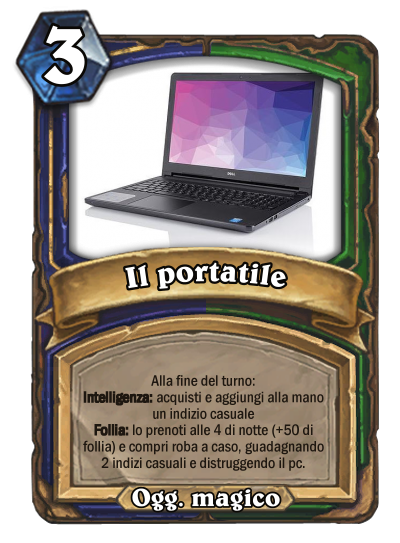 3
DELL
Il portatile
Alla fine del turno:
Intelligenza: acquisti e aggiungi alla mano
un indizio casuale
Follia: lo prenoti alle 4 di notte (+50 di
follia) e compri roba a caso, guadagnando
2 indizi casuali e distruggendo il pc.
Ogg. magico